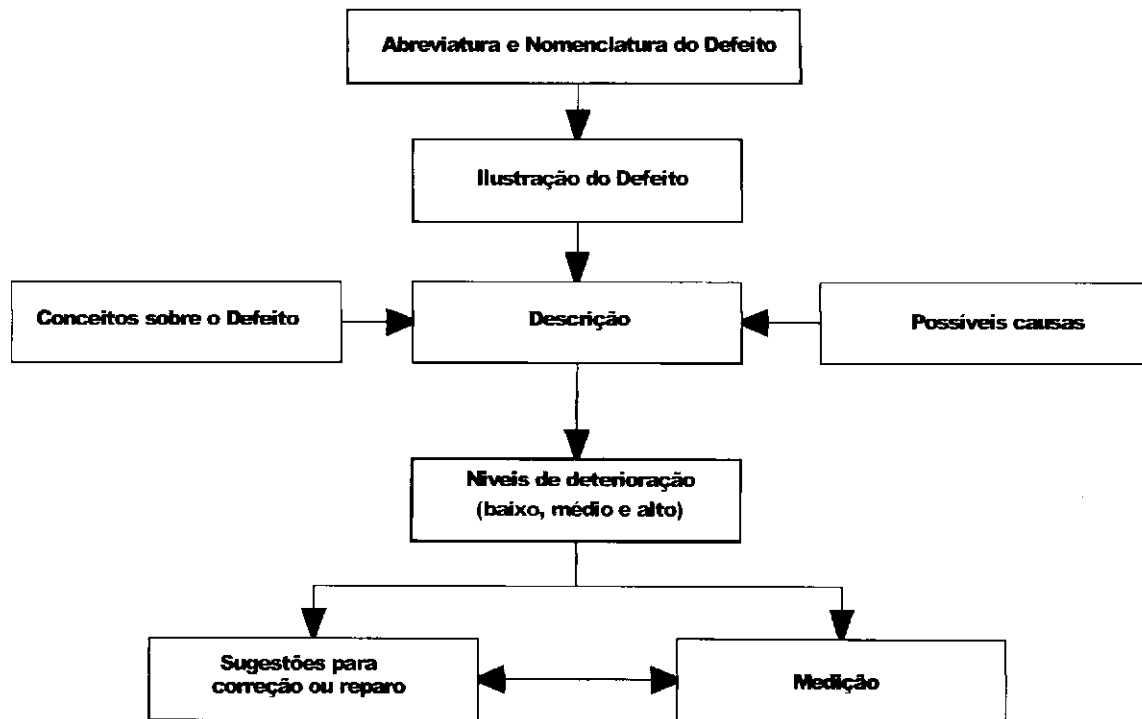 Abreviatura e Nomenclatura do Defeito
Ilustração do Defeito
Conceitos sobre o Defeito
Descrição
Possíveis causas
Níveis de deterioração
(baixo, médio e alto)
Sugestões para
correção ou reparo
Medição